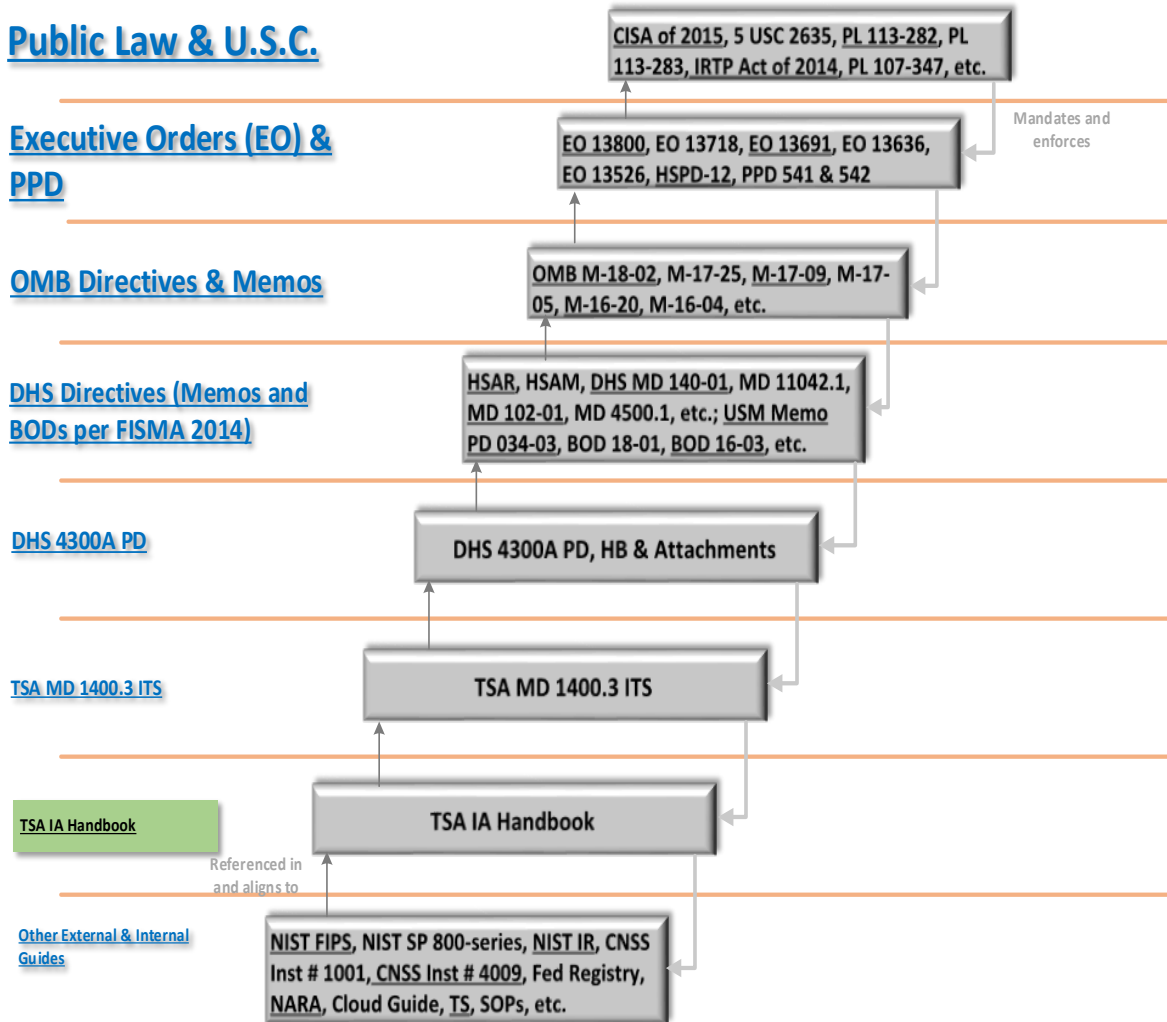 Public Law & U.S.C.
CISA of 2015, 5 USC 2635, PL 113-282, PL
113-283, IRTP Act of 2014, PL 107-347, etc.
Mandates and
enforces
Executive Orders (EO) &
PPD
EO 13800, EO 13718, EO 13691, EO 13636,
EO 13526, HSPD-12, PPD 541 & 542
OMB Directives & Memos
OMB M-18-02, M-17-25, M-17-09, M-17-
05, M-16-20, M-16-04, etc.
DHS Directives (Memos and
BODs per FISMA 2014)
HSAR, HSAM, DHS MD 140-01, MD 11042.1,
MD 102-01, MD 4500.1, etc.; USM Memo
PD 034-03, BOD 18-01, BOD 16-03, etc.
DHS 4300A PD
DHS 4300A PD, HB & Attachments
TSA MD 1400.3 ITS
TSA MD 1400.3 ITS
TSA IA Handbook
TSA IA Handbook
Referenced in
and aligns to
Other External & Internal
Guides
NIST FIPS, NIST SP 800-series, NIST IR, CNSS
Inst # 1001, CNSS Inst # 4009, Fed Registry,
NARA, Cloud Guide, TS, SOPs, etc.